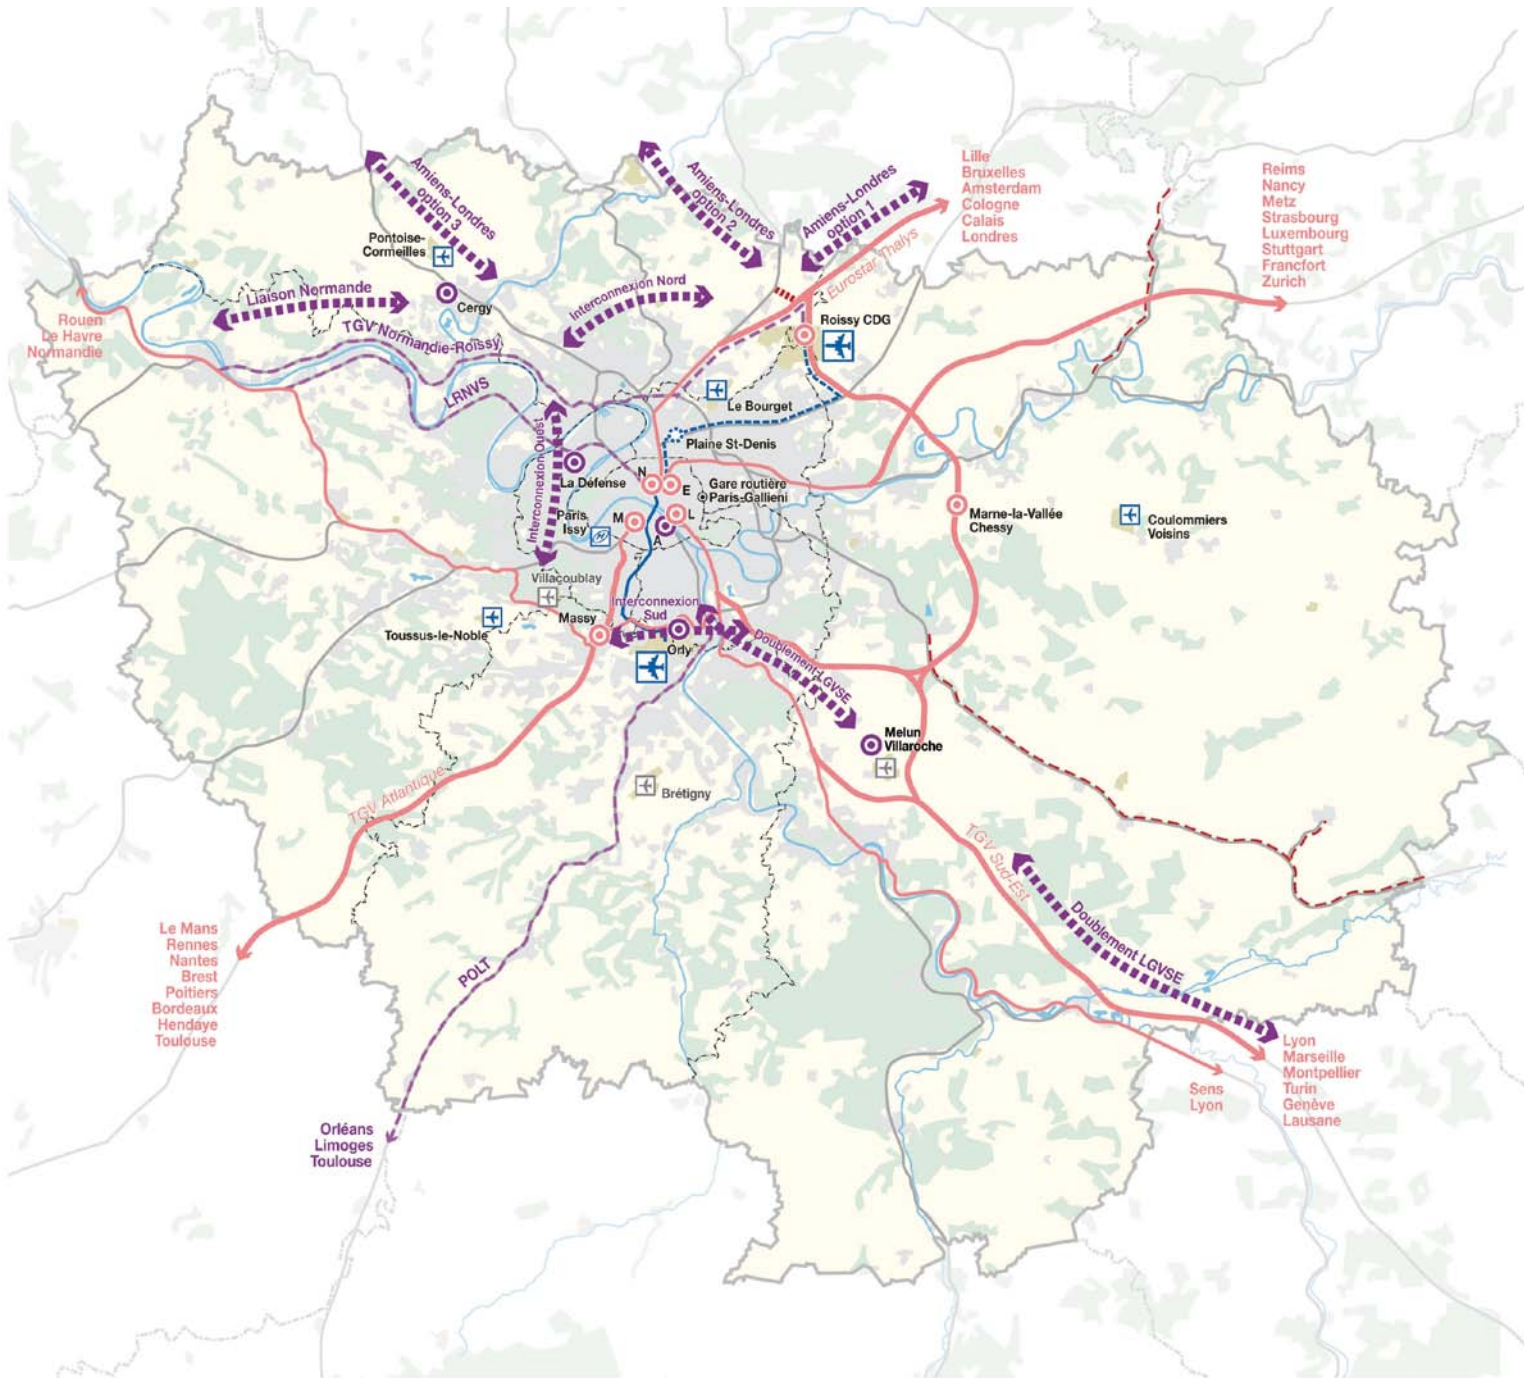 Amiens-Londres
option 3
Amiens-Londres
option 2
Amiens-Londres
option 1
Lille
Bruxelles
Amsterdam
Cologne
Calais
Londres
Reims
Nancy
Metz
Strasbourg
Luxembourg
Stuttgart
Francfort
Zurich
Pontoise-
Cormeilles
Eurostar Thalys
Liaison Normande
Cergy
Interconnexion Nord
Rouen
Le Havre
Normandie
TGV Normandie-Roissy
Roissy CDG
LRNVS
Le Bourget
Interconnexion Ouest
Plaine St-Denis
La Défense
N
E
Gare routière
Paris-Gallieni
Paris
Issy
M
L
A
Marne-la-Vallée
Chessy
Coulommiers
Voisins
Villacoublay
Interconnexion
Sud
Massy
Toussus-le-Noble
Orly
Doublement LGVSE
Melun
Villaroche
TGV Atlantique
Brétigny
TGV Sud-Est
Doublement LGVSE
POLT
Le Mans
Rennes
Nantes
Brest
Poitiers
Bordeaux
Hendaye
Toulouse
Lyon
Marseille
Montpellier
Turin
Genève
Lausane
Sens
Lyon
Orléans
Limoges
Toulouse